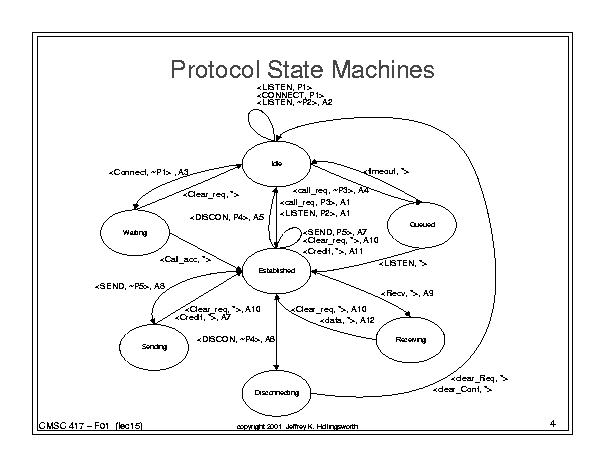 Protocol State Machines
<LISTEN, P1>
<CONNECT, P1>
<LISTEN, ~P2>, A2
Idle
<Connect, ~P1> , A3
<timeout, *>
<Clear_req, *>
<call_req, ~P3>, A4
<call_req, P3>, A1
<DISCON, P4>, A5
<LISTEN, P2>, A1
Waiting
Queued
<SEND, P5>, A7
<Clear_req, *>, A10
<Credit, *>, A11
<Call_acc, *>
<LISTEN, *>
Established
<SEND, ~P5>, A8
<Recv, *>, A9
<Clear_req, *>, A10
<Credit, *>, A7
<Clear_req, *>, A10
<data, *>, A12
<DISCON, ~P4>, A6
Sending
Receiving
<clear_Req, *>
<clear_Conf, *>
Disconnecting
CMSC 417 – F01 (lec15)
copyright 2001 Jeffrey K. Hollingsworth
4